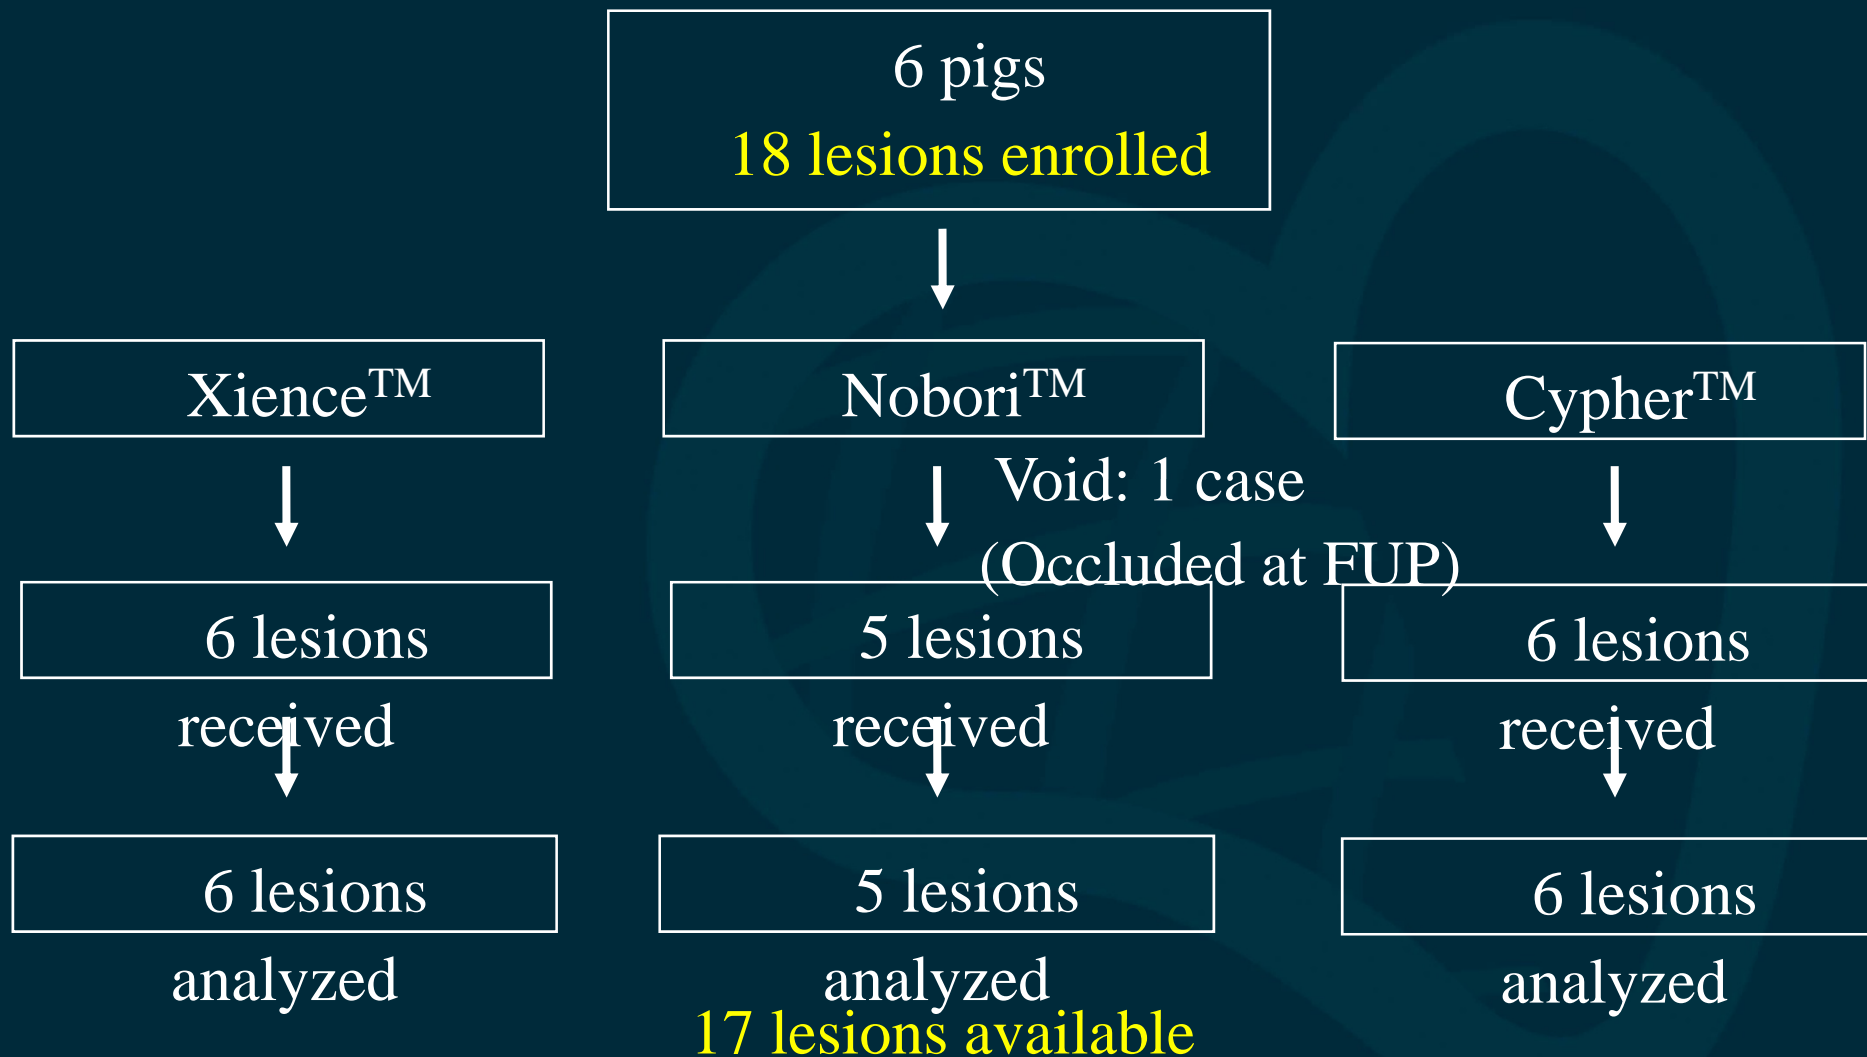 6 pigs
18 lesions enrolled
Xience™
Nobori™
Cypher™
Void: 1 case
(Occluded at FUP)
6 lesions
received
5 lesions
received
6 lesions
received
6 lesions
analyzed
5 lesions
analyzed
6 lesions
analyzed
17 lesions available